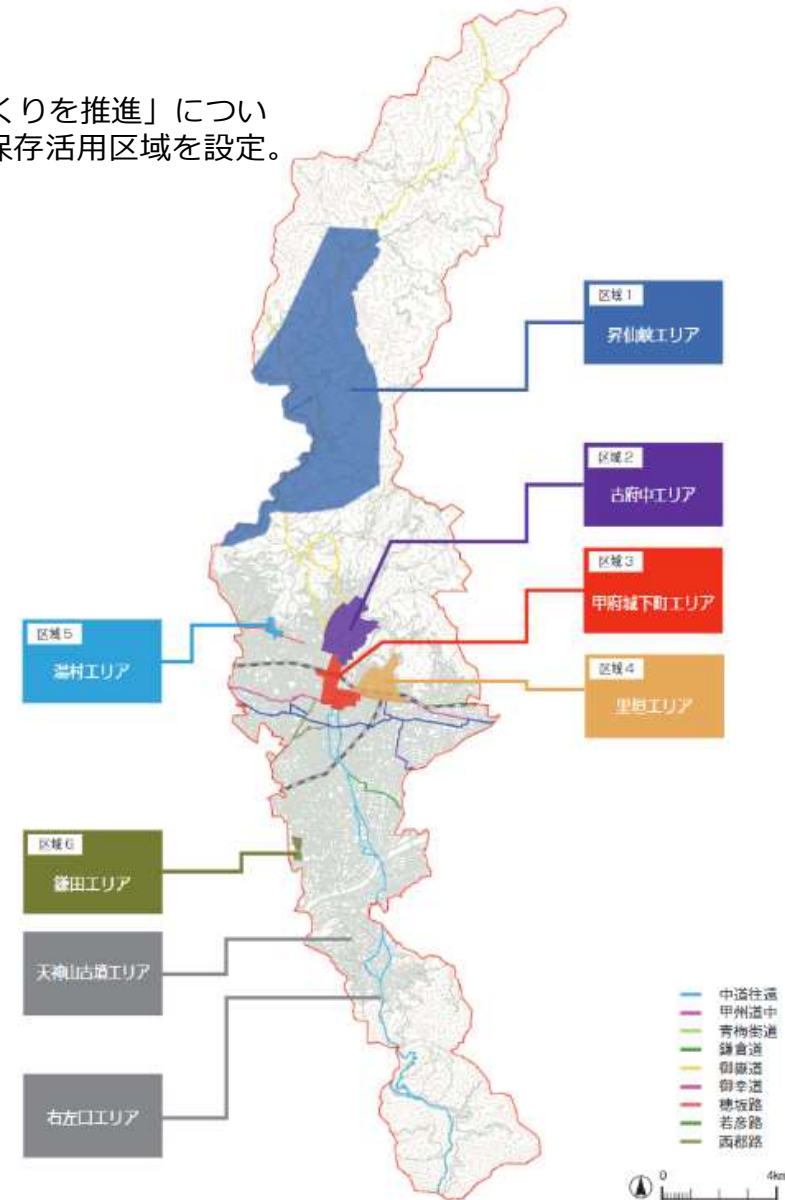 くりを推進」につい
保存活用区域を設定。
区域1
昇仙峡エリア
区域2
古府中エリア
区域3
甲府城下町エリア
区域4
里垣エリア
区域5
湯村エリア
区域6
鎌田エリア
天神山古墳エリア
右左口エリア
中道往還
甲州道中
青梅街道
鎌倉道
御嶽道
御幸道
穂坂路
若彦路
西郡路
0 4km